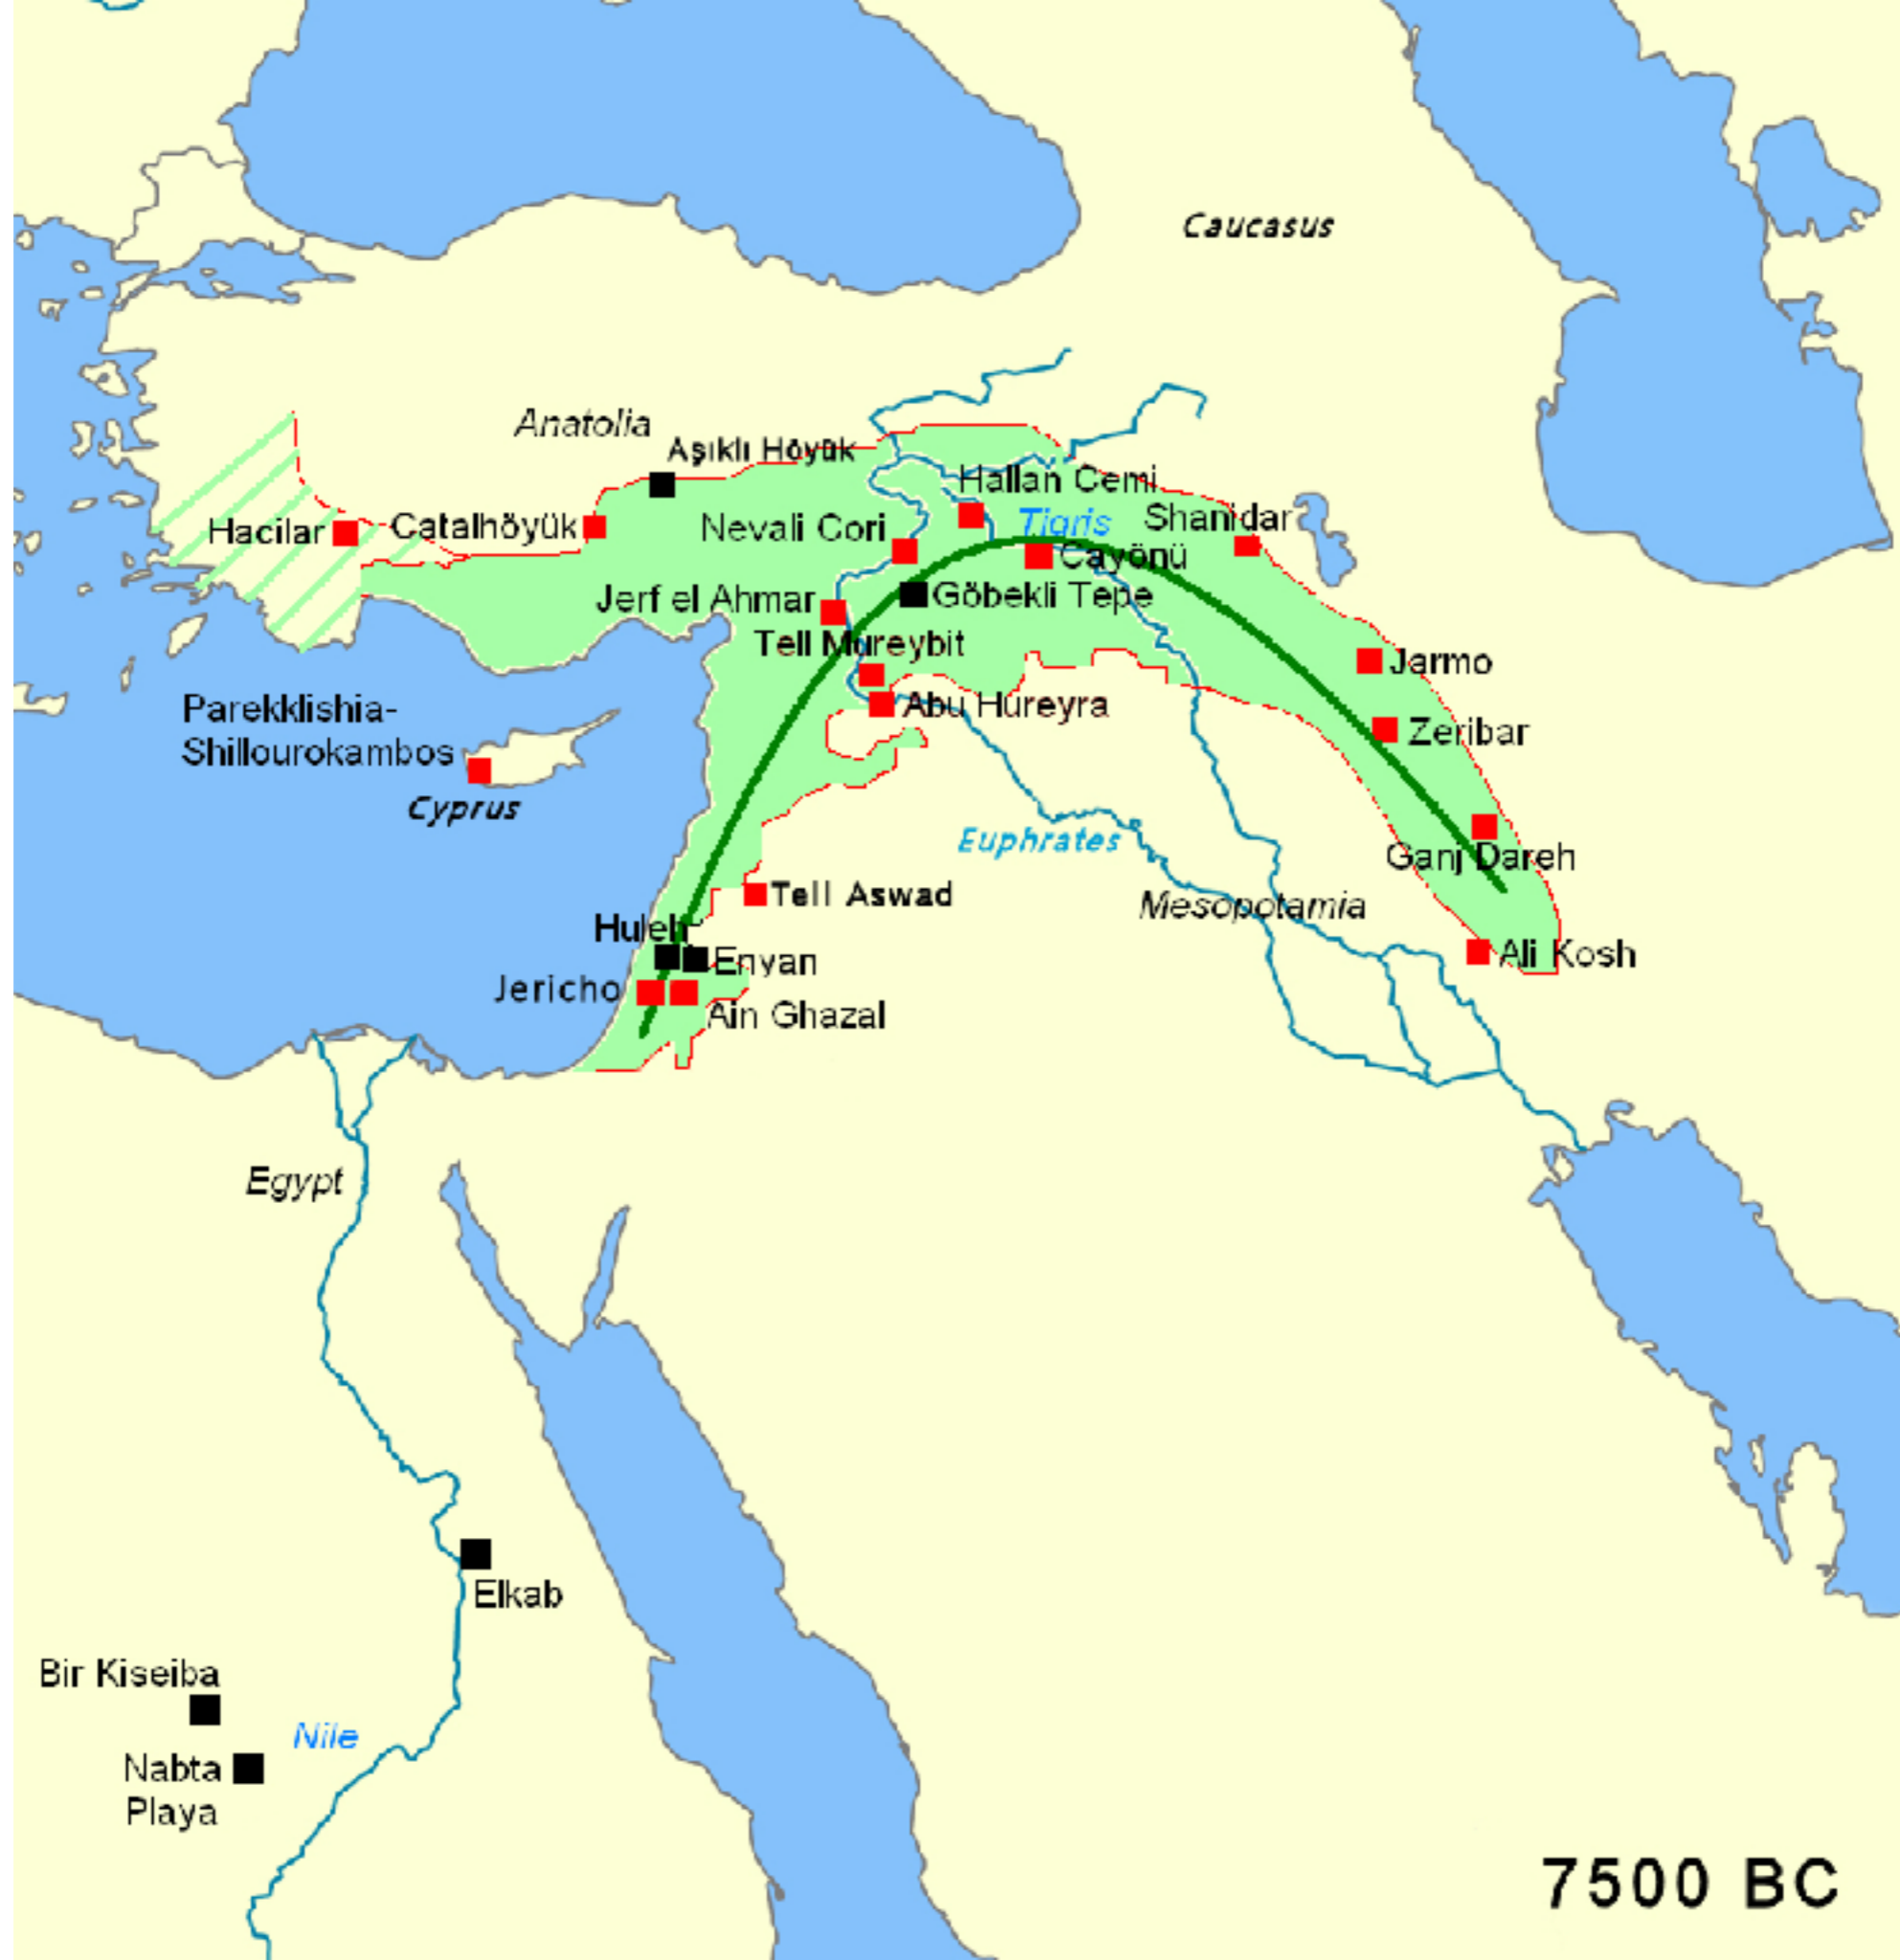 Caucasus
Anatolia
Aşıklı Höyük
Hallan Cemi
Hacilar
Catalhöyük
Nevali Cori
Tigris
Shanidar
Cayönü
Jerf el Ahmar
Göbekli Tepe
Tell Mureybit
Jarmo
Parekklishia-
Shillourokambos
Abu Hureyra
Zeribar
Cyprus
Euphrates
Ganj Dareh
Tell Aswad
Mesopotamia
Huleh
Enyan
Ali Kosh
Jericho
Ain Ghazal
Egypt
Elkab
Bir Kiseiba
Nile
Nabta
Playa
7500 BC